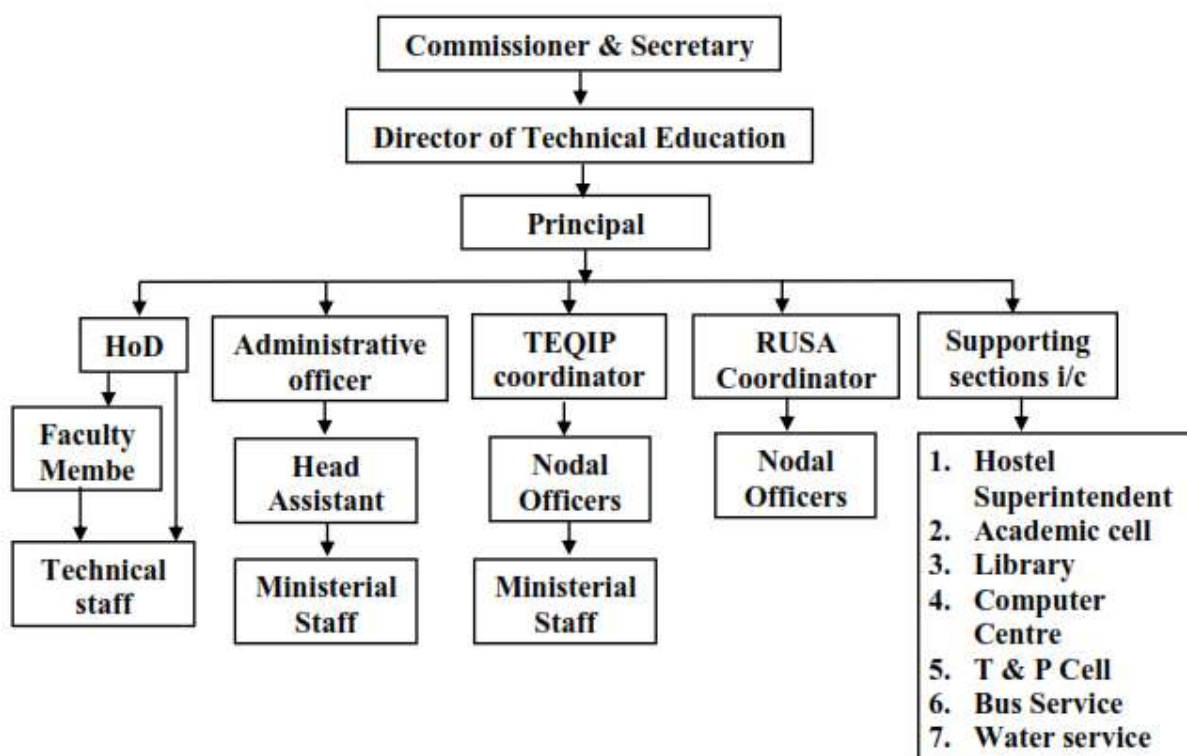 Commissioner & Secretary
Director of Technical Education
Principal
HoD
Administrative
officer
TEQIP
coordinator
RUSA
Coordinator
Supporting
sections i/c
Faculty
Membe
Head
Assistant
Nodal
Officers
Nodal
Officers
1. Hostel
Superintendent
2. Academic cell
3. Library
4. Computer
Centre
5. T & P Cell
6. Bus Service
7. Water service
Technical
staff
Ministerial
Staff
Ministerial
Staff